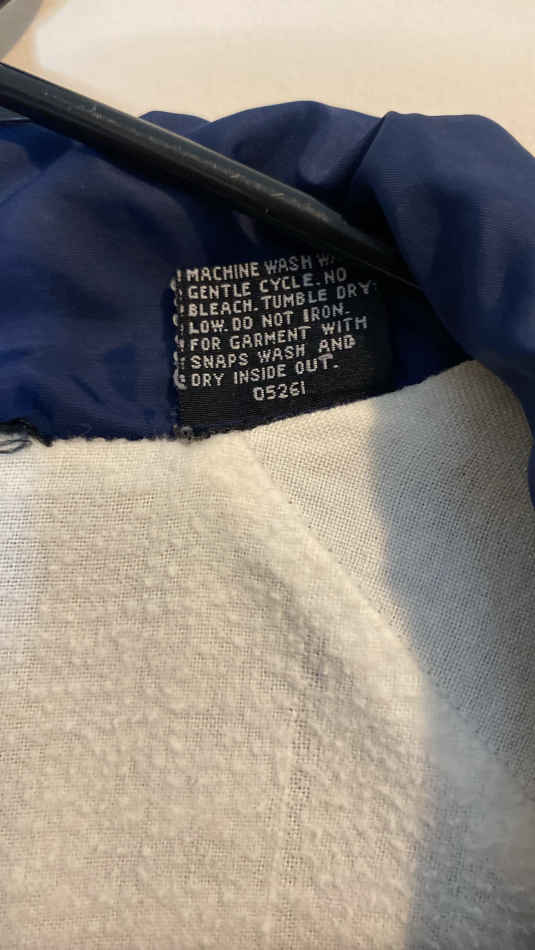 MACHINE WASH
GENTLE CYCLE. NO
BLEACH. TUMBLE DRY
LOW. DO NOT IRON.
FOR GARMENT WITH
SNAPS WASH AND
DRY INSIDE OUT.
05261